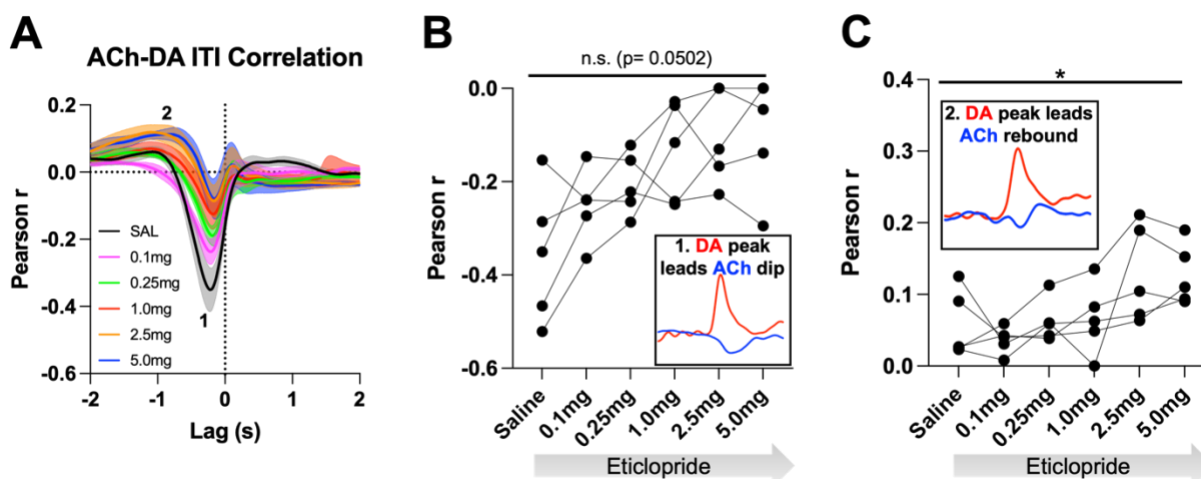 A
ACh-DA ITI Correlation
0.2
0.0
-0.2
-0.4
-0.6
Pearson r
2
1
SAL
0.1mg
0.25mg
1.0mg
2.5mg
5.0mg
-2
-1
0
1
2
Lag (s)
B
n.s. (p= 0.0502)
0.0
-0.2
-0.4
-0.6
Pearson r
1. DA peak
leads ACh dip
Saline
0.1mg
0.25mg
1.0mg
2.5mg
5.0mg
Eticlopride
C
*
0.4
0.3
0.2
0.1
0.0
Pearson r
2. DA peak leads
ACh rebound
Saline
0.1mg
0.25mg
1.0mg
2.5mg
5.0mg
Eticlopride